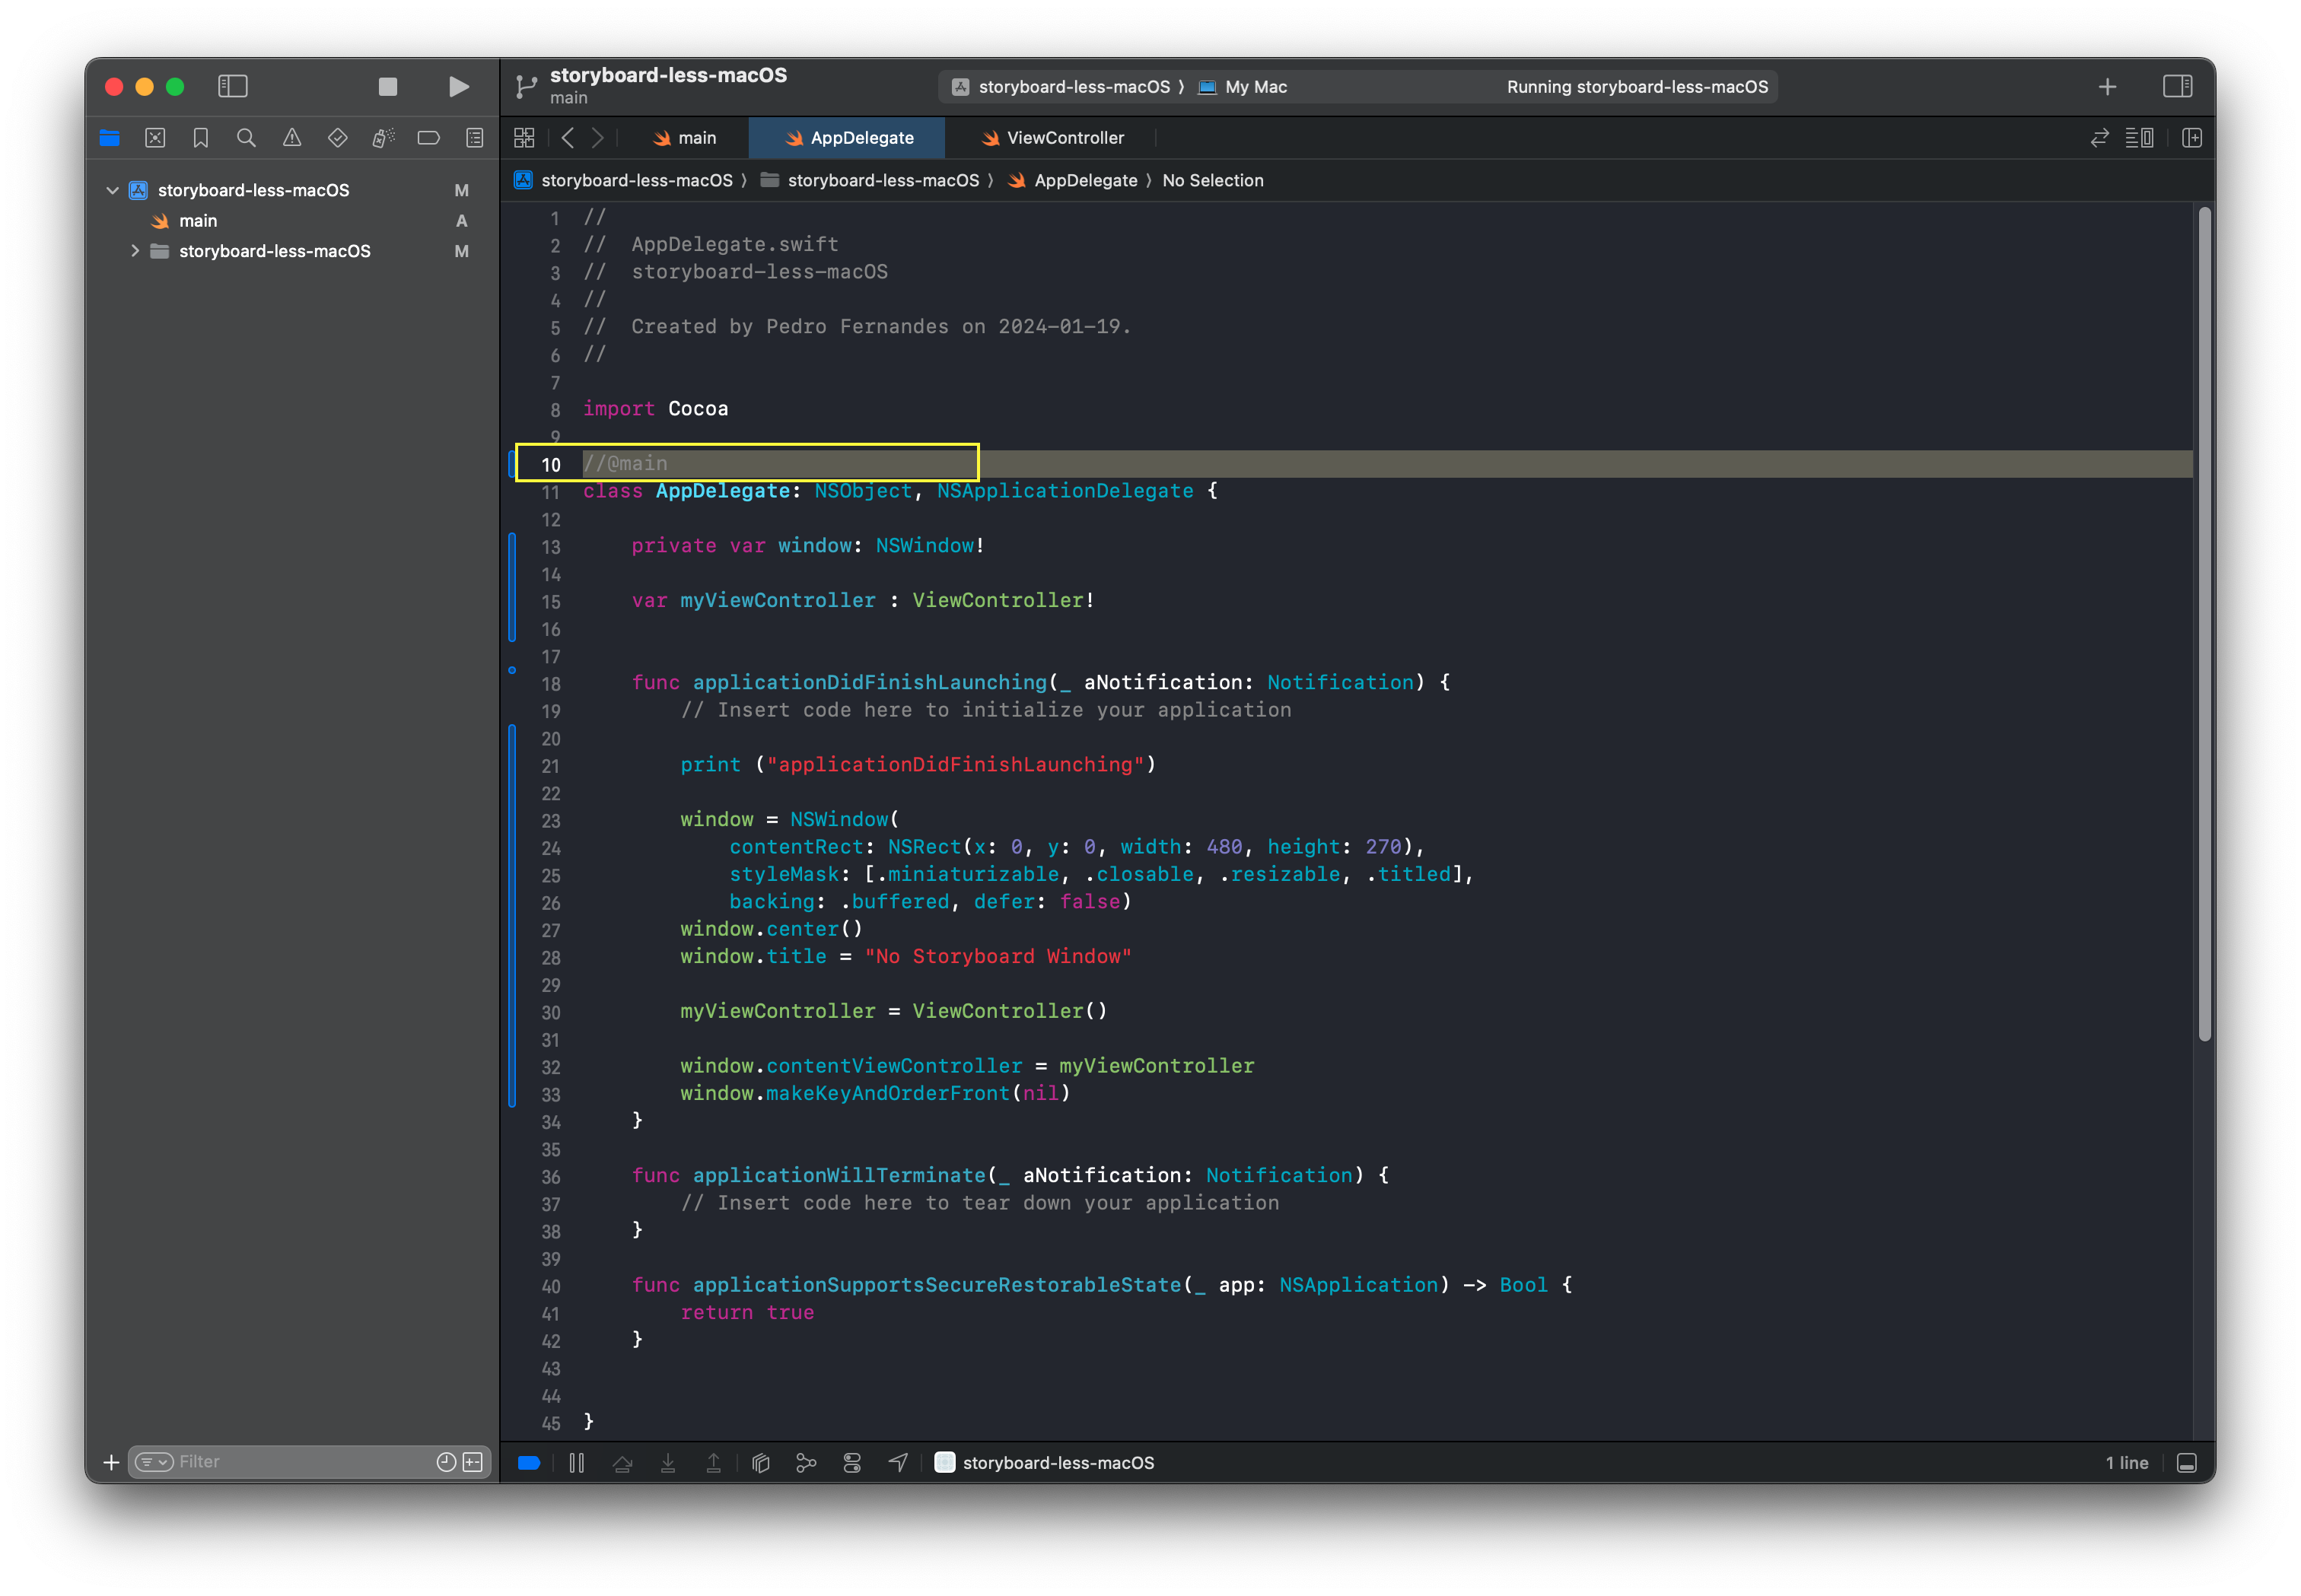 storyboard-less-macOS
main
storyboard-less-macOS ⟩ My Mac
Running storyboard-less-macOS
main
AppDelegate
ViewController
storyboard-less-macOS ⟩ storyboard-less-macOS ⟩ AppDelegate ⟩ No Selection
storyboard-less-macOS M
main A
storyboard-less-macOS M
1 //
2 //  AppDelegate.swift
3 //  storyboard-less-macOS
4 //
5 //  Created by Pedro Fernandes on 2024-01-19.
6 //
7
8 import Cocoa
9
10 //@main
11 class AppDelegate: NSObject, NSApplicationDelegate {
12
13     private var window: NSWindow!
14
15     var myViewController : ViewController!
16
17
18     func applicationDidFinishLaunching(_ aNotification: Notification) {
19         // Insert code here to initialize your application
20
21         print ("applicationDidFinishLaunching")
22
23         window = NSWindow(
24             contentRect: NSRect(x: 0, y: 0, width: 480, height: 270),
25             styleMask: [.miniaturizable, .closable, .resizable, .titled],
26             backing: .buffered, defer: false)
27         window.center()
28         window.title = "No Storyboard Window"
29
30         myViewController = ViewController()
31
32         window.contentViewController = myViewController
33         window.makeKeyAndOrderFront(nil)
34     }
35
36     func applicationWillTerminate(_ aNotification: Notification) {
37         // Insert code here to tear down your application
38     }
39
40     func applicationSupportsSecureRestorableState(_ app: NSApplication) -> Bool {
41         return true
42     }
43
44
45 }
Filter
storyboard-less-macOS
1 line